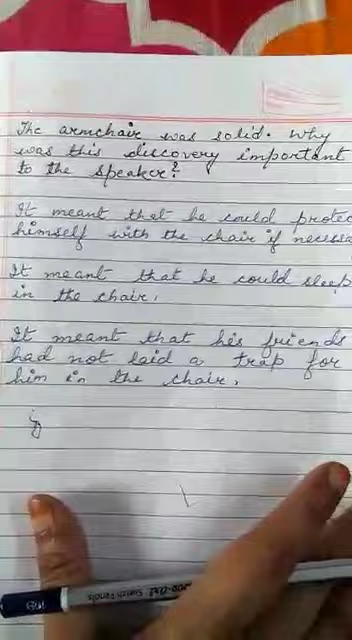 The armchair was solid. Why
was this discovery important
to the speaker?
It meant that he could
himself with the chair if
It meant that he could sleep
in the chair.
It meant that his friends
had not laid a trap for
him in the chair.